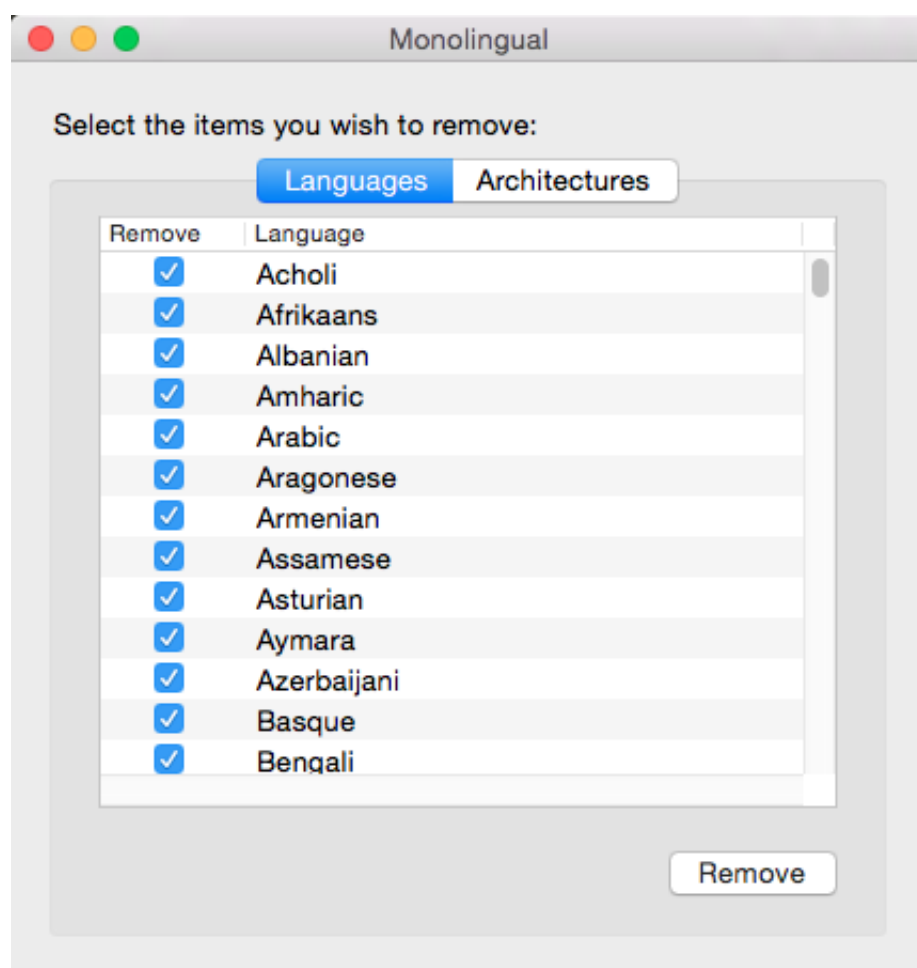 Monolingual
Select the items you wish to remove:
Languages Architectures
Remove Language
Acholi
Afrikaans
Albanian
Amharic
Arabic
Aragonese
Armenian
Assamese
Asturian
Aymara
Azerbaijani
Basque
Bengali
Remove